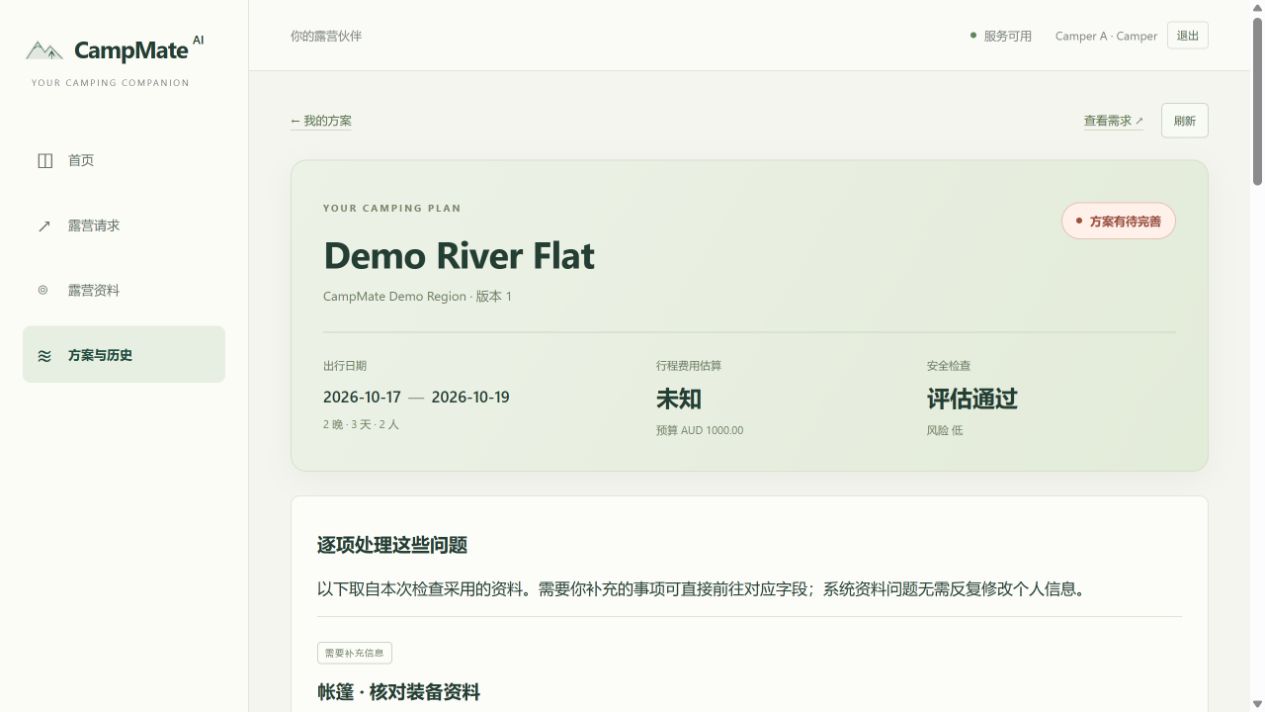 CampMate AI
YOUR CAMPING COMPANION
首页
露营请求
露营资料
方案与历史
你的露营伙伴
服务可用
Camper A · Camper
退出
← 我的方案
查看需求 ↗
刷新
YOUR CAMPING PLAN
方案有待完善
Demo River Flat
CampMate Demo Region · 版本 1
出行日期
2026-10-17 — 2026-10-19
2 晚 · 3 天 · 2 人
行程费用估算
未知
预算 AUD 1000.00
安全检查
评估通过
风险 低
逐项处理这些问题
以下取自本次检查采用的资料。需要你补充的事项可直接前往对应字段；系统资料问题无需反复修改个人信息。
需要补充信息
帐篷 · 核对装备资料